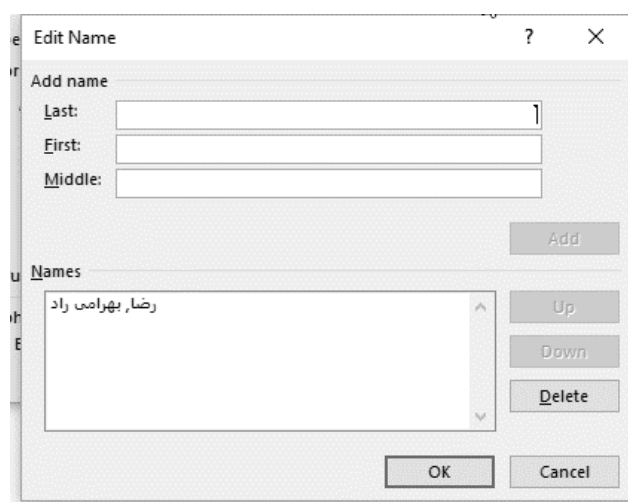 Edit Name
?
Add name
Last:
First:
Middle:
Add
Names
رضا, بهرامی راد
Up
Down
Delete
OK
Cancel